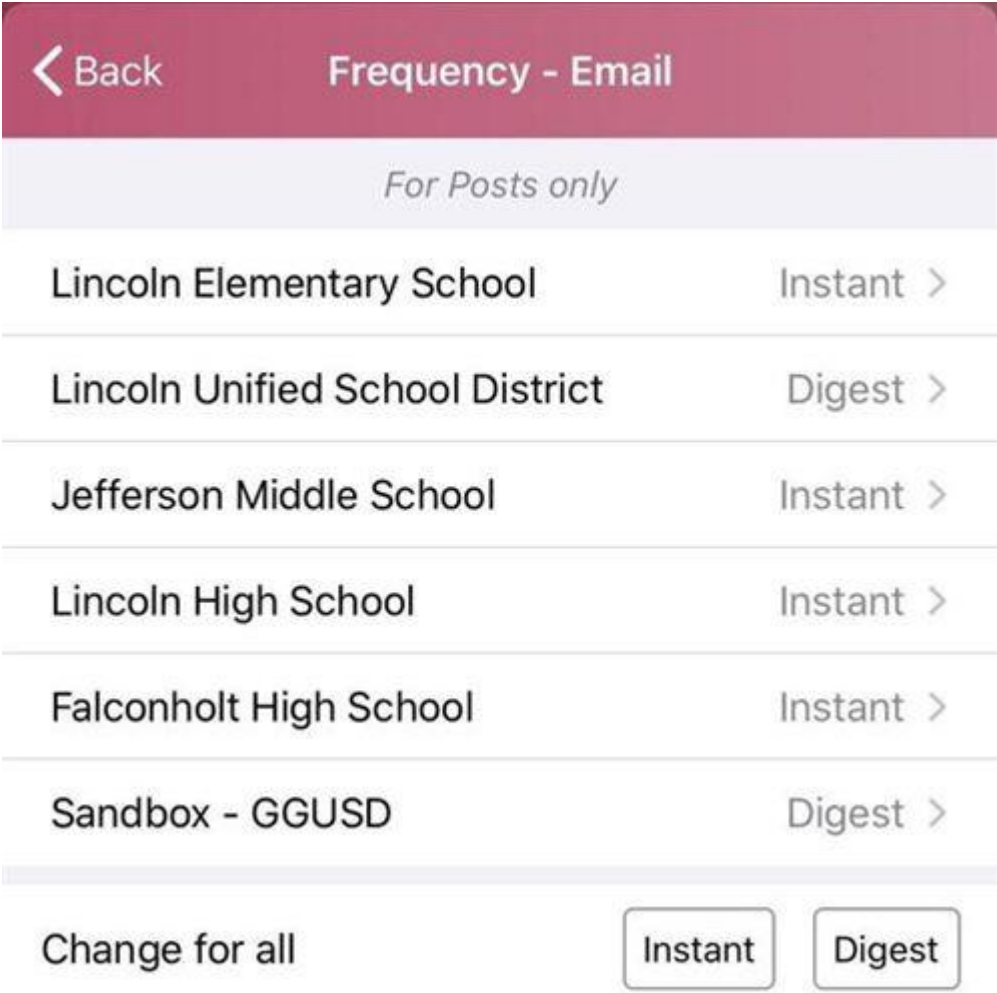 Back Frequency - Email
For Posts only
Lincoln Elementary School Instant
Lincoln Unified School District Digest
Jefferson Middle School Instant
Lincoln High School Instant
Falconholt High School Instant
Sandbox - GGUSD Digest
Change for all Instant Digest